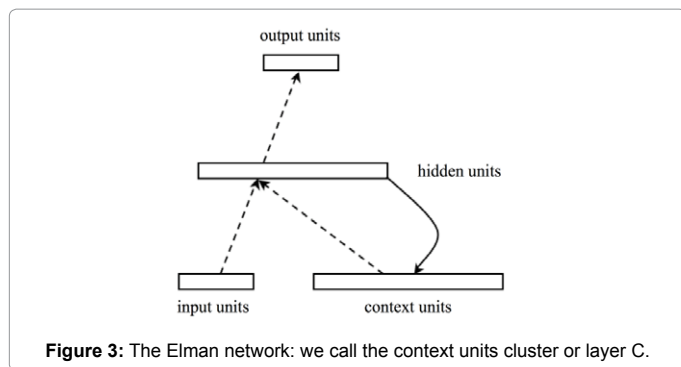 output units
hidden units
input units
context units
Figure 3: The Elman network: we call the context units cluster or layer C.